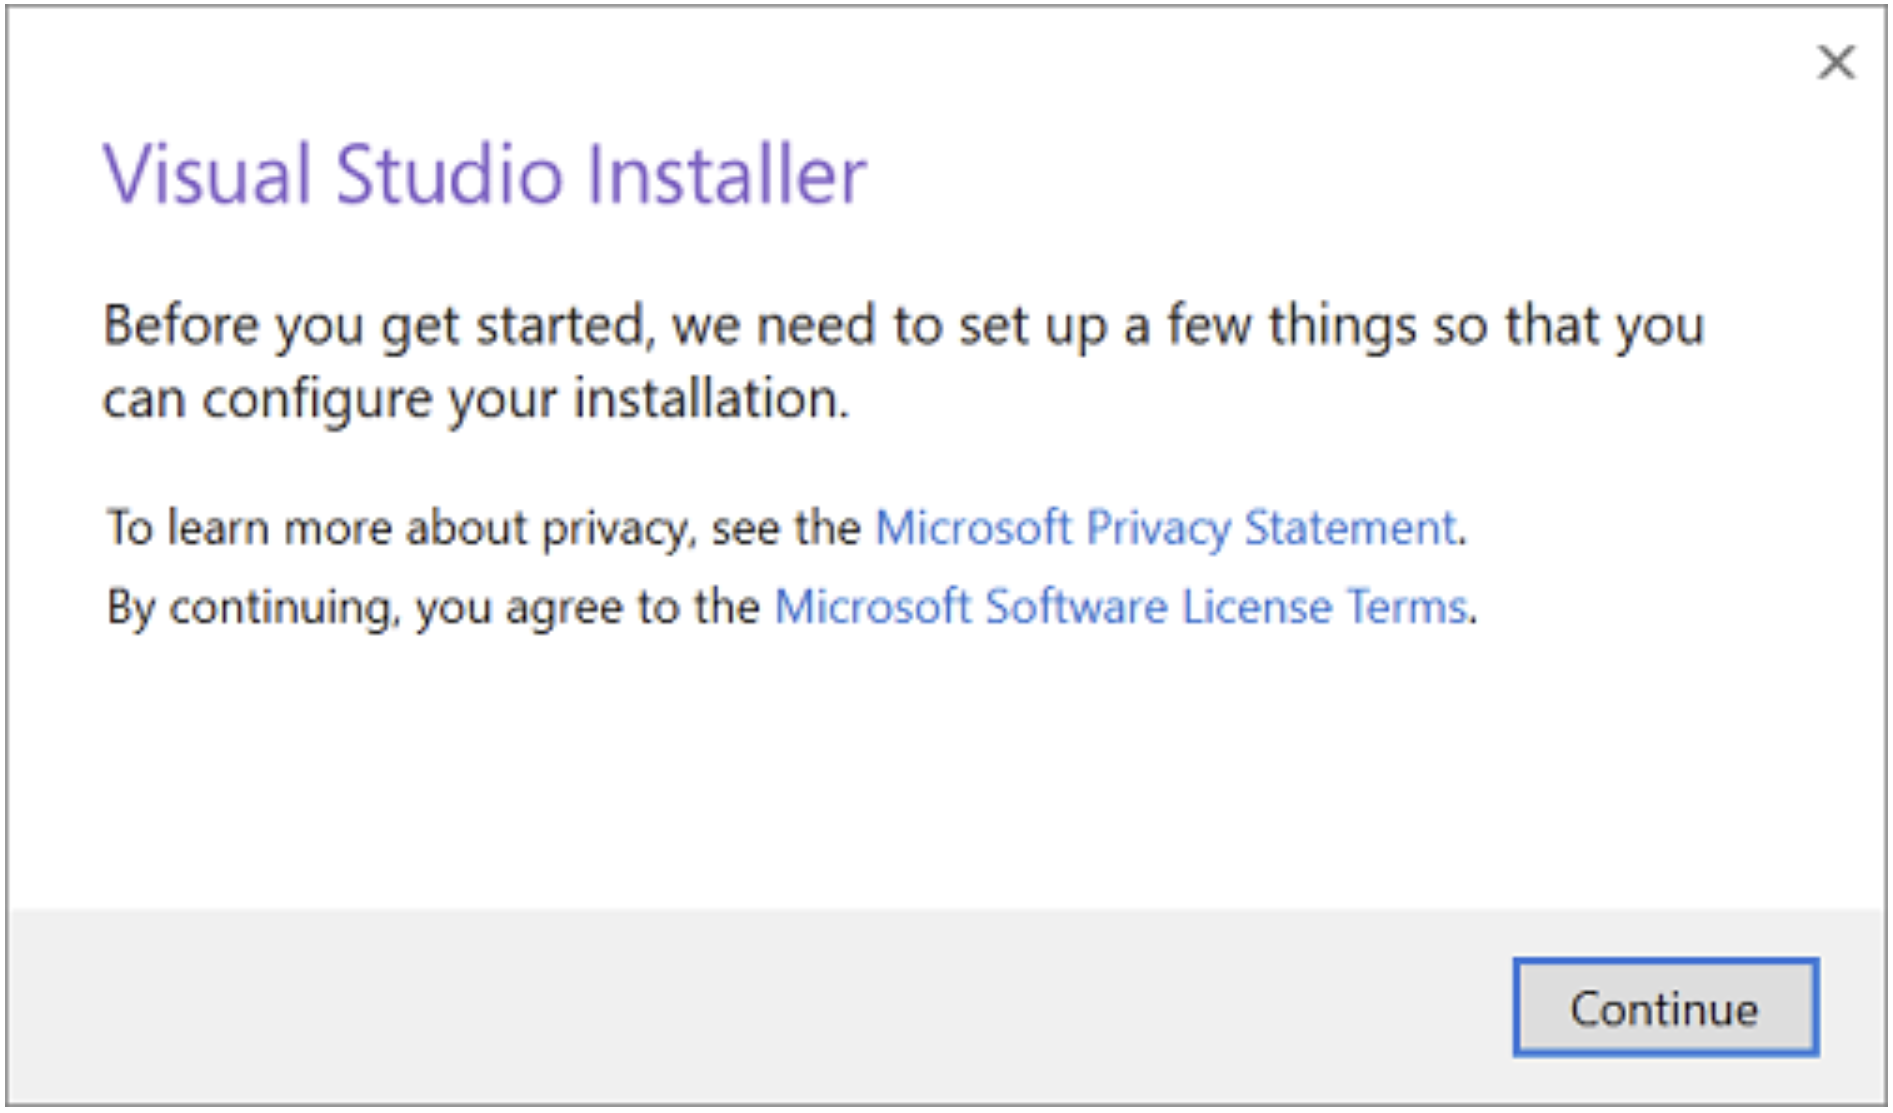 Visual Studio Installer
Before you get started, we need to set up a few things so that you
can configure your installation.
To learn more about privacy, see the Microsoft Privacy Statement.
By continuing, you agree to the Microsoft Software License Terms.
Continue